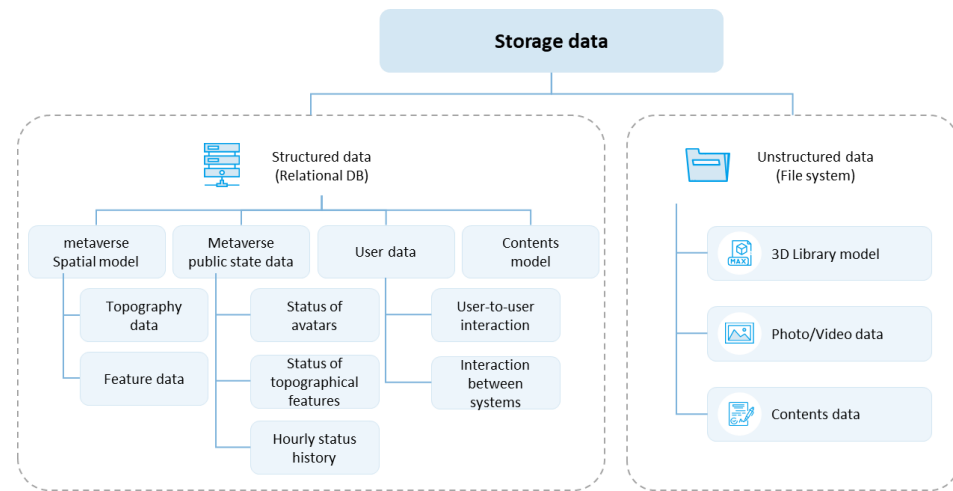 Storage data
Structured data
(Relational DB)
Unstructured data
(File system)
metaverse
Spatial model
Metaverse
public state data
User data
Contents
model
Topography
data
Feature data
Status of
avatars
Status of
topographical
features
Hourly status
history
User-to-user
interaction
Interaction
between
systems
MAX
3D Library model
Photo/Video data
Contents data